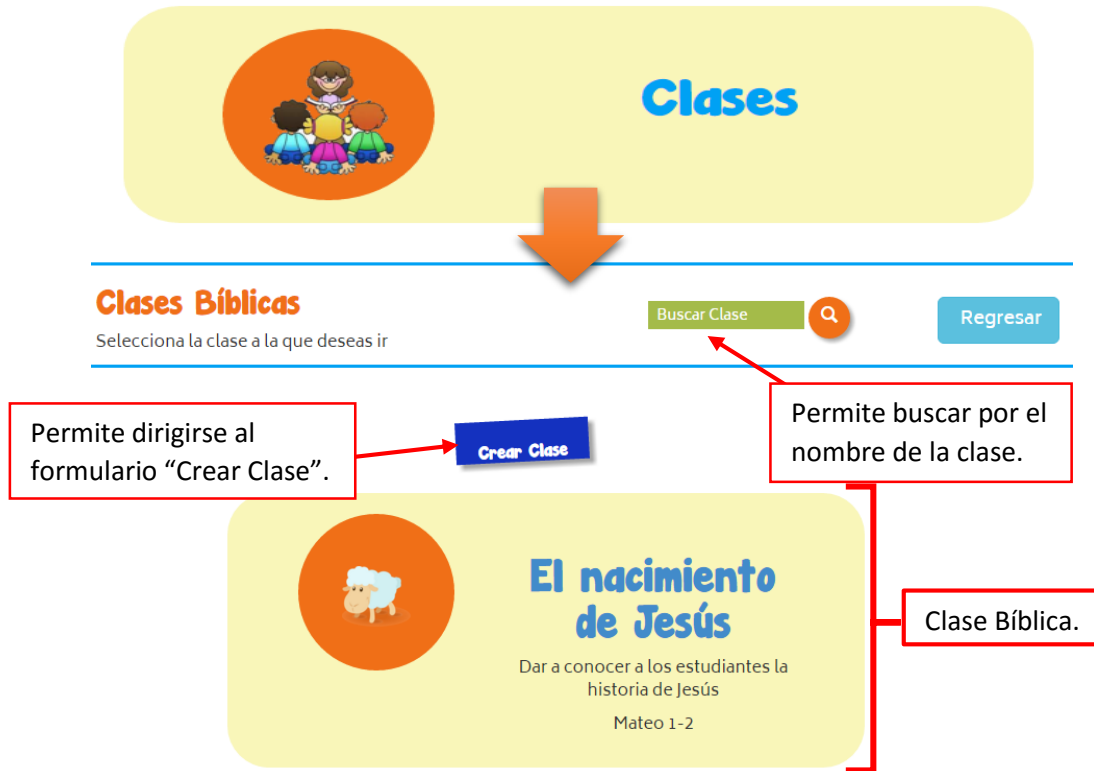 Clases
Clases Bíblicas
Selecciona la clase a la que deseas ir
Buscar Clase
Regresar
Permite dirigirse al
formulario “Crear Clase”.
Crear Clase
Permite buscar por el
nombre de la clase.
El nacimiento
de Jesús
Dar a conocer a los estudiantes la
historia de Jesús
Mateo 1-2
Clase Bíblica.